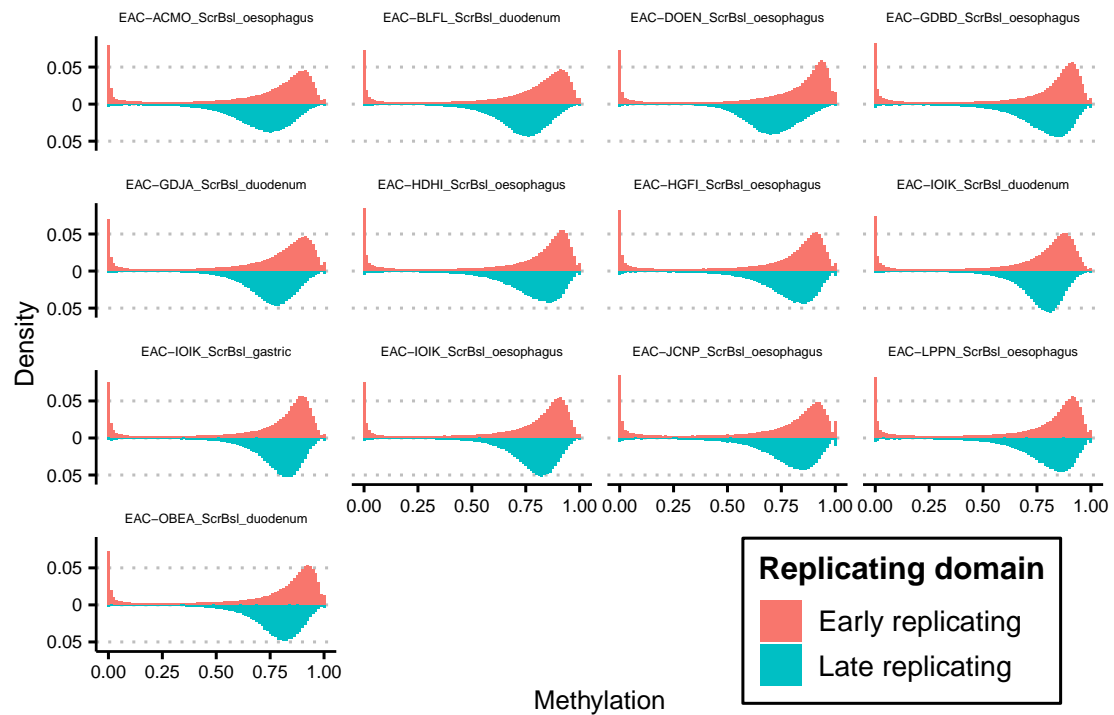 EAC−ACMO_ScrBsl_oesophagus
EAC−BLFL_ScrBsl_duodenum
EAC−DOEN_ScrBsl_oesophagus
EAC−GDBD_ScrBsl_oesophagus
0.05
0
0.05
EAC−GDJA_ScrBsl_duodenum
EAC−HDHI_ScrBsl_oesophagus
EAC−HGFI_ScrBsl_oesophagus
EAC−IOIK_ScrBsl_duodenum
0.05
0
0.05
EAC−IOIK_ScrBsl_gastric
EAC−IOIK_ScrBsl_oesophagus
EAC−JCNP_ScrBsl_oesophagus
EAC−LPPN_ScrBsl_oesophagus
0.05
0
0.05
0.00 0.25 0.50 0.75 1.00
0.00 0.25 0.50 0.75 1.00
0.00 0.25 0.50 0.75 1.00
EAC−OBEA_ScrBsl_duodenum
0.05
0
0.05
0.00 0.25 0.50 0.75 1.00
Density
Methylation
Replicating domain
Early replicating
Late replicating